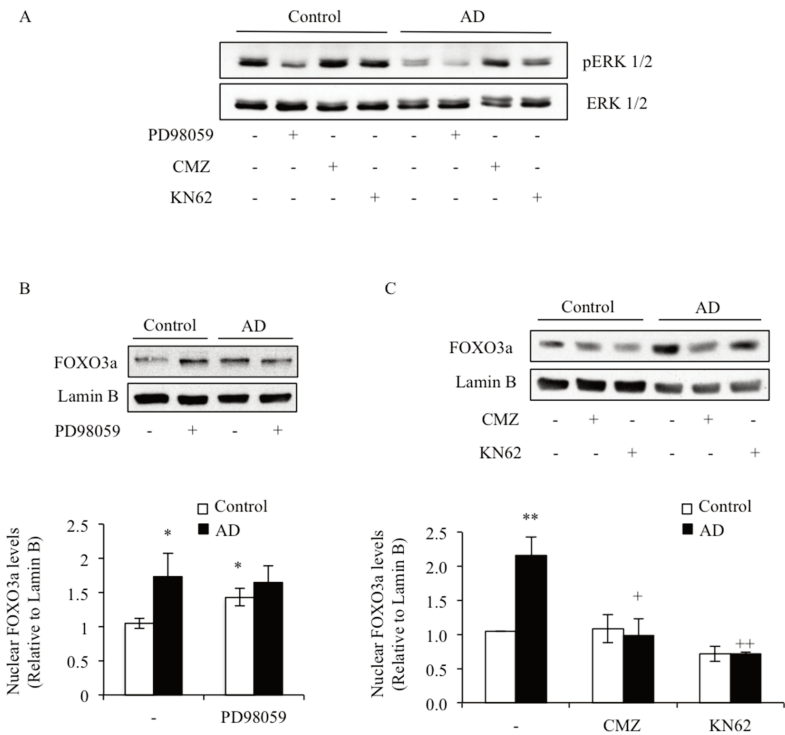 A
Control AD
pERK 1/2
ERK 1/2
PD98059 - + - - - + - -
CMZ - - + - - - + -
KN62 - - - + - - - +
B
Control AD
FOXO3a
Lamin B
PD98059 - + - +
Control
AD
Nuclear FOXO3a levels
(Relative to Lamin B)
2.5
2
1.5
1
0.5
0
* *
- PD98059
C
Control AD
FOXO3a
Lamin B
CMZ - + - - + -
KN62 - - + - - +
Control
AD
Nuclear FOXO3a levels
(Relative to Lamin B)
2.5
2.0
1.5
1.0
0.5
0.0
** + ++
- CMZ KN62